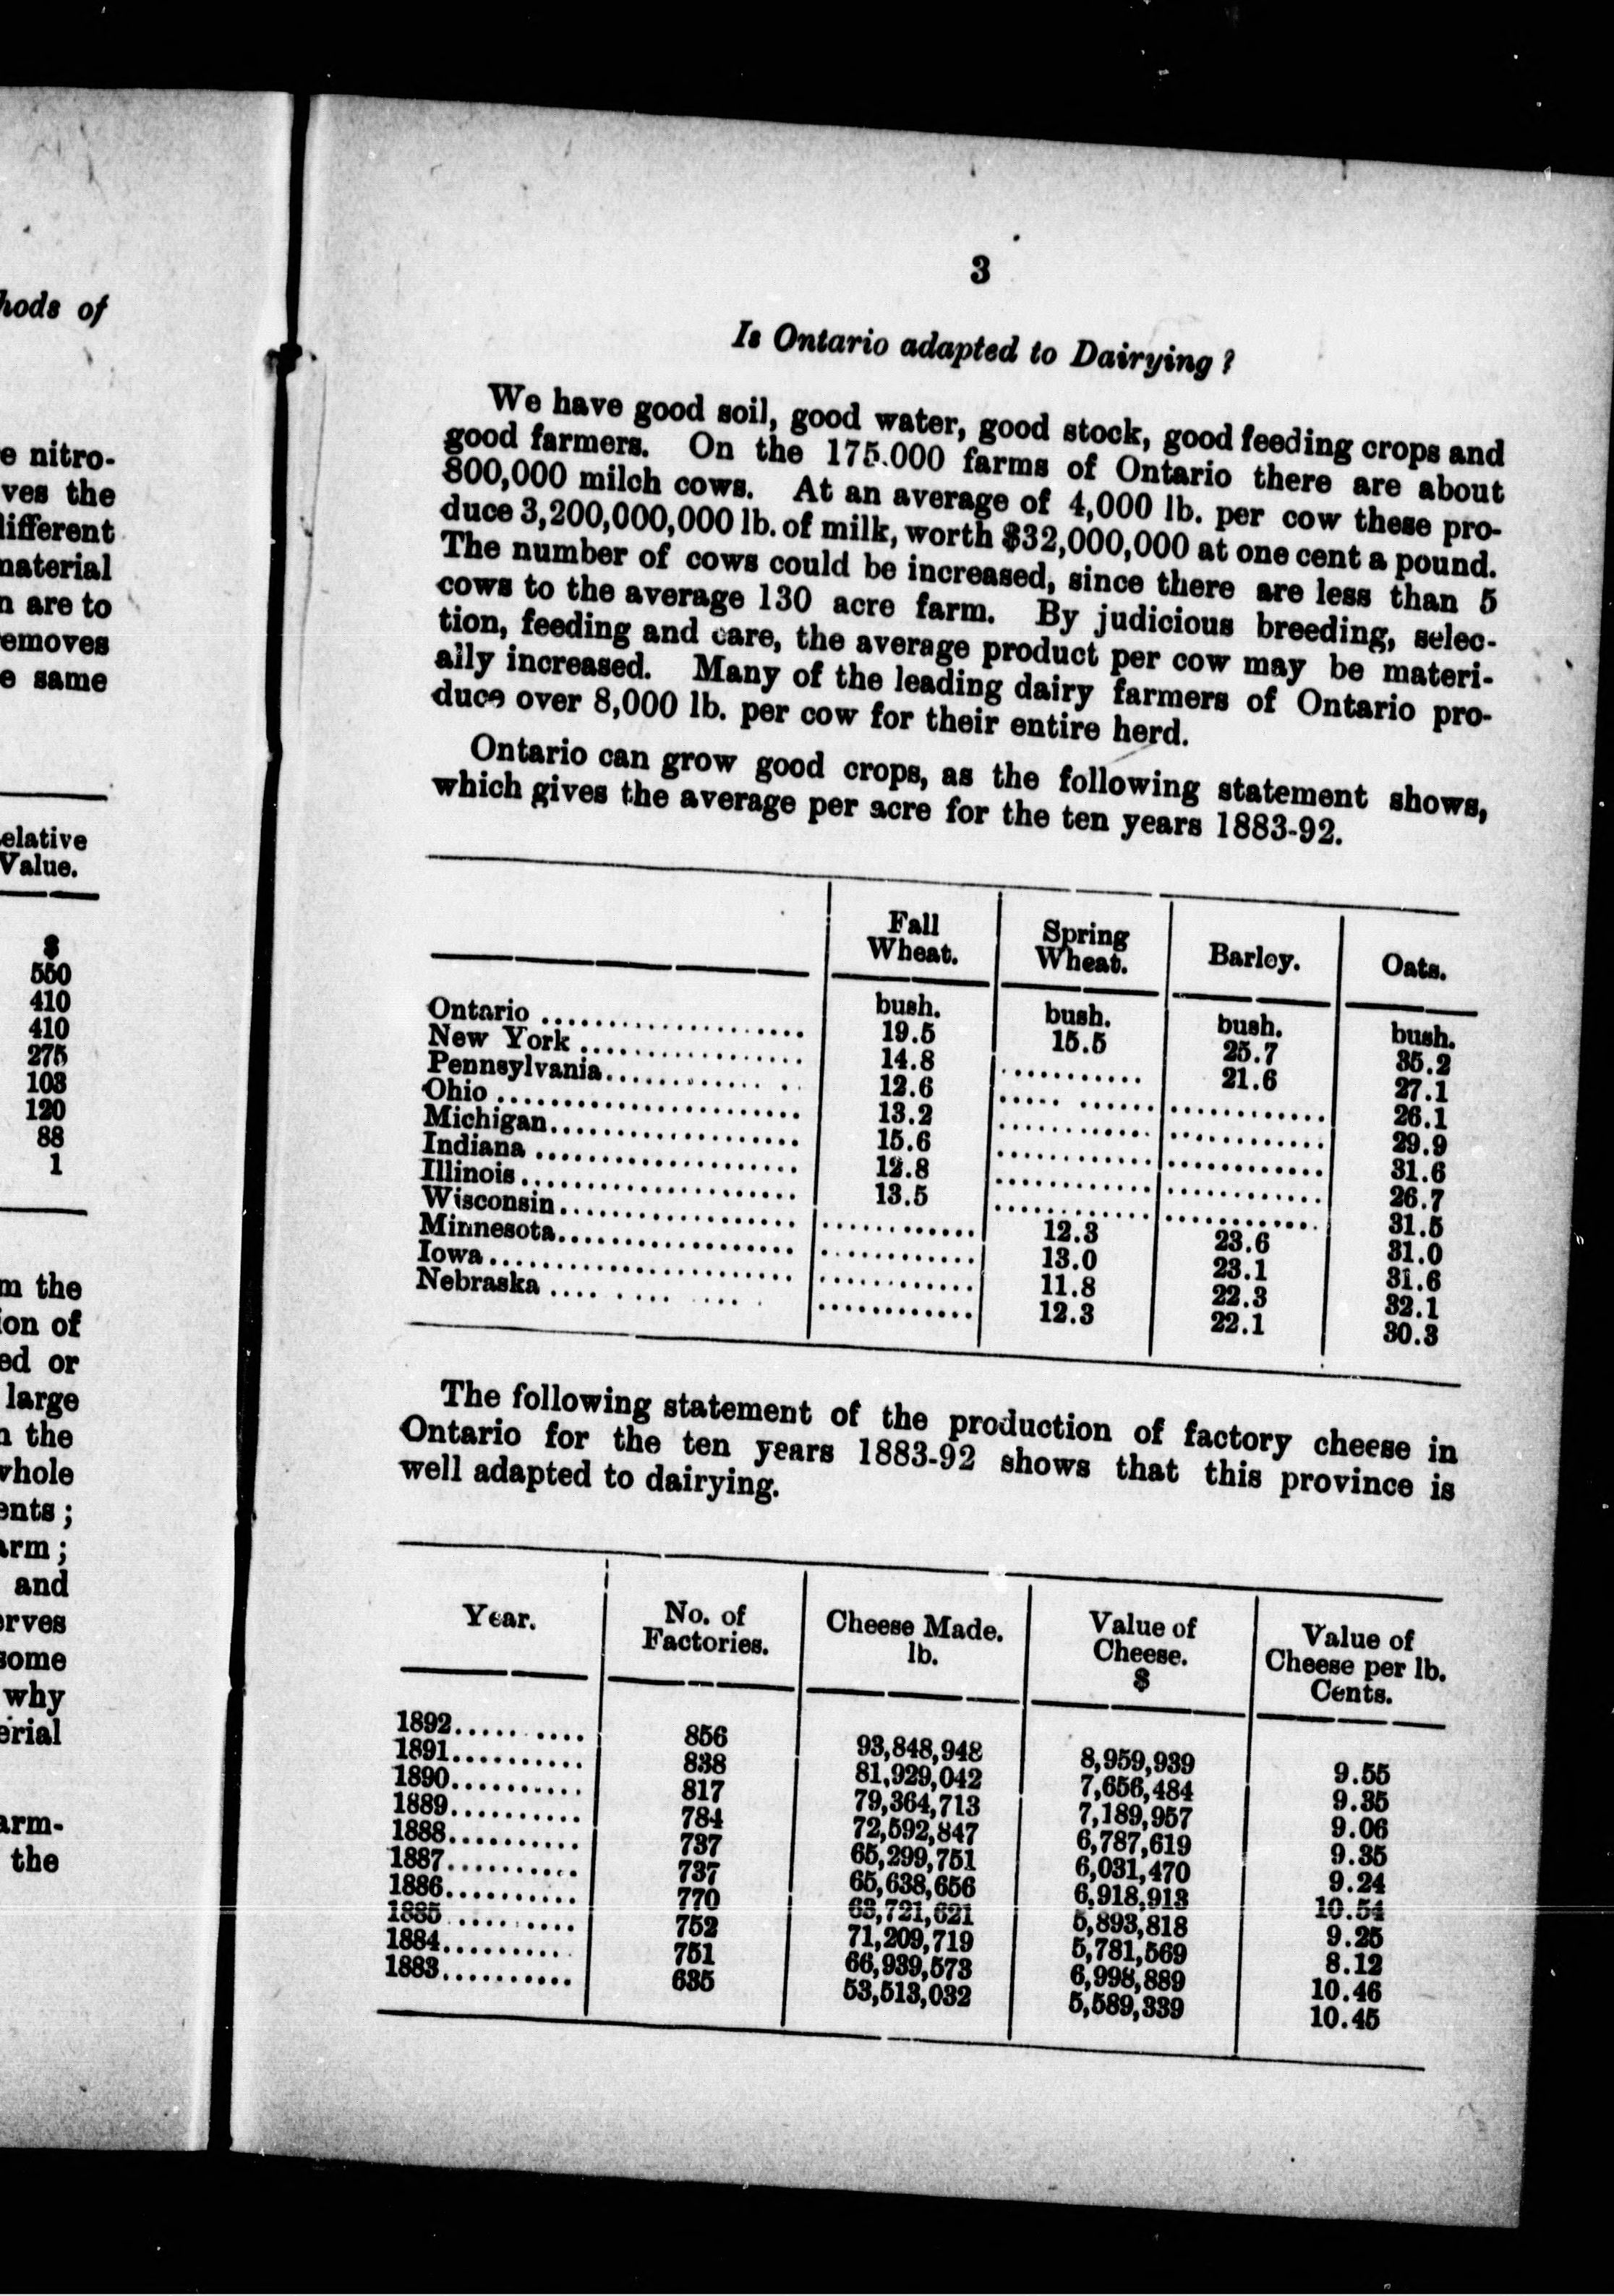 hods of
e nitro-
ves the
different
material
n are to
emoves
e same
elative
Value.
$
550
410
410
275
103
120
88
1
m the
ion of
ed or
large
n the
whole
ents ;
arm ;
and
erves
some
why
erial
arm-
the
3
Is Ontario adapted to Dairying ?
We have good soil, good water, good stock, good feeding crops and
good farmers. On the 175.000 farms of Ontario there are about
800,000 milch cows. At an average of 4,000 lb. per cow these pro-
duce 3,200,000,000 lb. of milk, worth $32,000,000 at one cent a pound.
The number of cows could be increased, since there are less than 5
cows to the average 130 acre farm. By judicious breeding, selec-
tion, feeding and care, the average product per cow may be materi-
ally increased. Many of the leading dairy farmers of Ontario pro-
duce over 8,000 lb. per cow for their entire herd.
Ontario can grow good crops, as the following statement shows,
which gives the average per acre for the ten years 1883-92.
Fall Wheat. Spring Wheat. Barley. Oats.
bush. bush. bush. bush.
Ontario .................... 19.5 15.5 25.7 35.2
New York ................. 14.8 ........... 21.6 27.1
Pennsylvania............ 12.6 ........... ............ 26.1
Ohio ....................... 13.2 ............ ............ 29.9
Michigan................... 15.6 ............ ............ 31.6
Indiana .................... 12.8 ............ ............ 26.7
Illinois..................... 13.5 ............ ............ 31.5
Wisconsin.................. ............ 12.3 23.6 31.0
Minnesota.................. ............ 13.0 23.1 31.6
Iowa....................... ............ 11.8 22.3 32.1
Nebraska .... .... ... ............ 12.3 22.1 30.3
The following statement of the production of factory cheese in
Ontario for the ten years 1883-92 shows that this province is
well adapted to dairying.
Year. No. of Factories. Cheese Made. lb. Value of Cheese. $ Value of Cheese per lb. Cents.
1892.......... 856 93,848,948 8,959,939 9.55
1891.......... 838 81,929,042 7,656,484 9.35
1890.......... 817 79,364,713 7,189,957 9.06
1889.......... 784 72,592,847 6,787,619 9.35
1888.......... 737 65,299,751 6,031,470 9.24
1887.......... 737 65,638,656 6,918,913 10.54
1886.......... 770 63,721,621 5,893,818 9.25
1885.......... 752 71,209,719 5,781,569 8.12
1884.......... 751 66,939,573 6,998,889 10.46
1883.......... 635 53,513,032 5,589,339 10.45